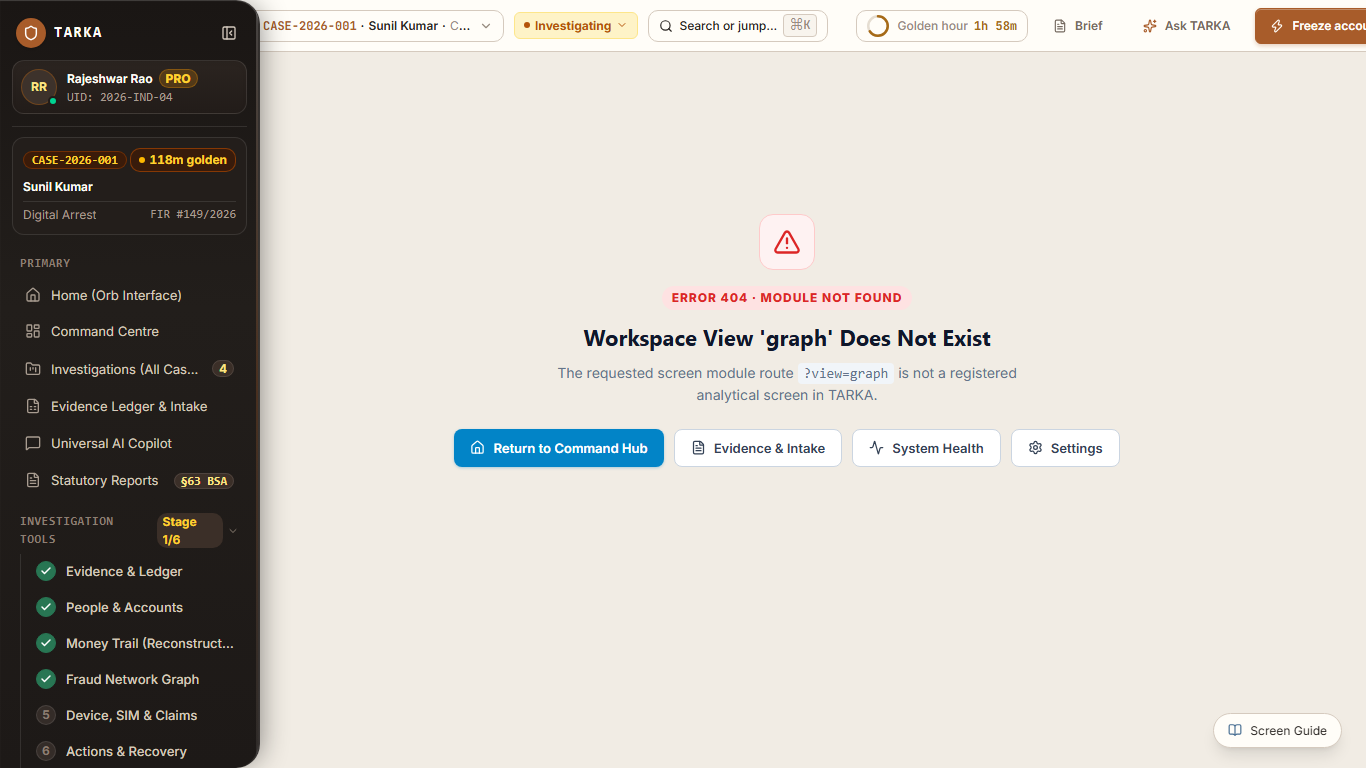 TARKA
RR
Rajeshwar Rao PRO
UID: 2026-IND-04
CASE-2026-001 118m golden
Sunil Kumar
Digital Arrest FIR #149/2026
PRIMARY
Home (Orb Interface)
Command Centre
Investigations (All Cas... 4
Evidence Ledger & Intake
Universal AI Copilot
Statutory Reports §63 BSA
INVESTIGATION
TOOLS
Stage
1/6
Evidence & Ledger
People & Accounts
Money Trail (Reconstruct...
Fraud Network Graph
5 Device, SIM & Claims
6 Actions & Recovery
CASE-2026-001 · Sunil Kumar · C... Investigating Search or jump... ⌘K Golden hour 1h 58m Brief Ask TARKA Freeze accou
ERROR 404 · MODULE NOT FOUND
Workspace View 'graph' Does Not Exist
The requested screen module route ?view=graph is not a registered
analytical screen in TARKA.
Return to Command Hub Evidence & Intake System Health Settings
Screen Guide